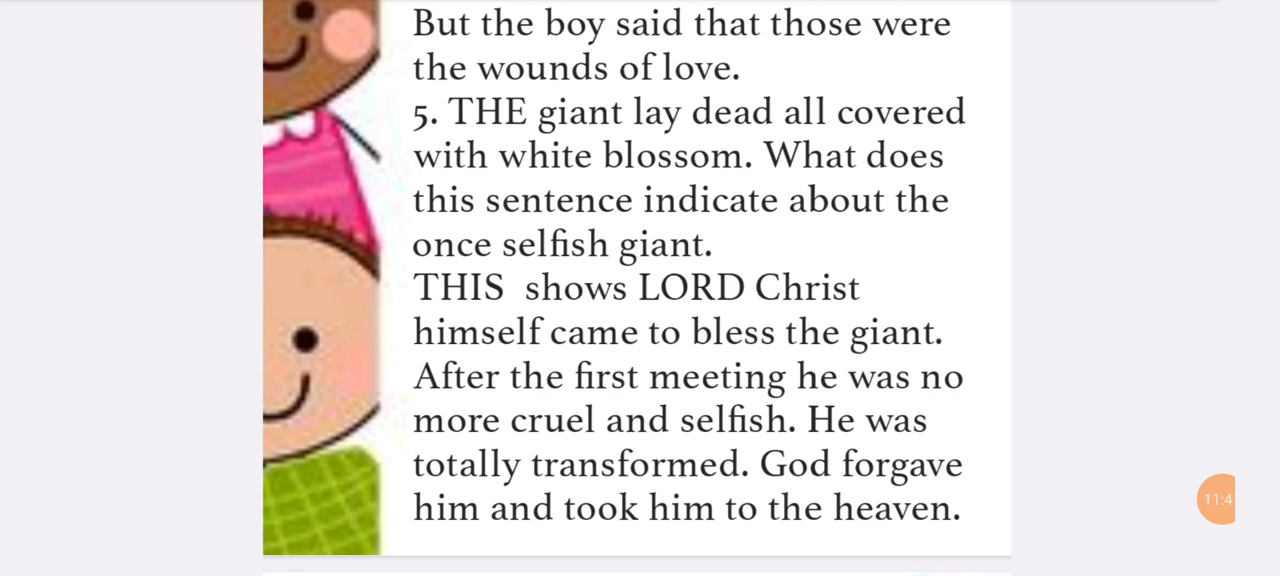 But the boy said that those were
the wounds of love.
5. THE giant lay dead all covered
with white blossom. What does
this sentence indicate about the
once selfish giant.
THIS  shows LORD Christ
himself came to bless the giant.
After the first meeting he was no
more cruel and selfish. He was
totally transformed. God forgave
him and took him to the heaven.